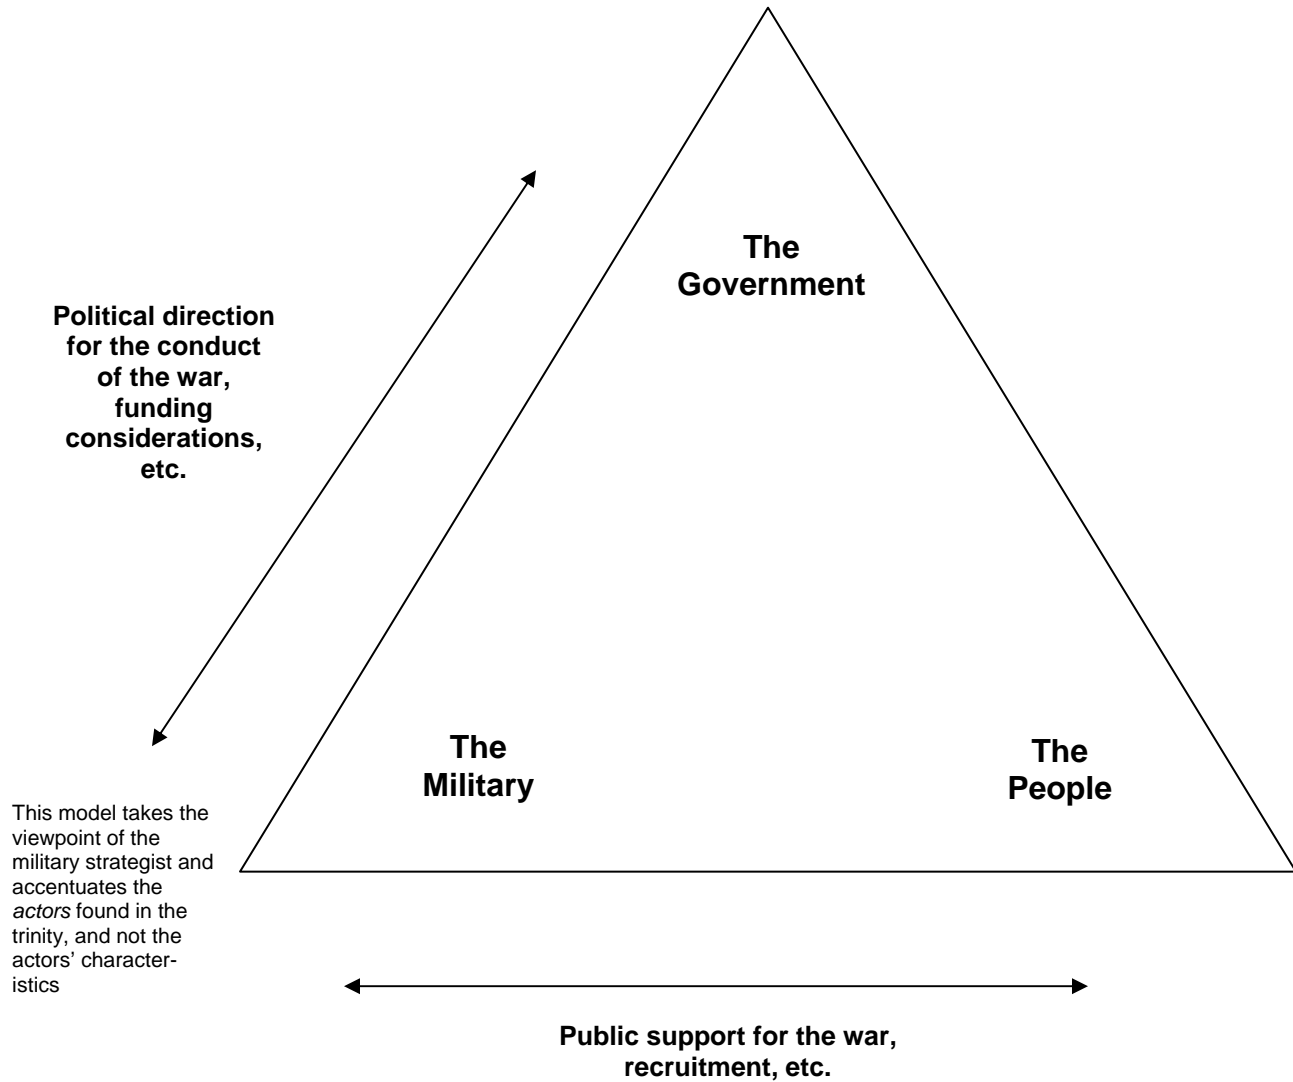 The
Government
Political direction
for the conduct
of the war,
funding
considerations,
etc.
The
Military
The
People
This model takes the
viewpoint of the
military strategist and
accentuates the
actors found in the
trinity, and not the
actors’ character-
istics
Public support for the war,
recruitment, etc.